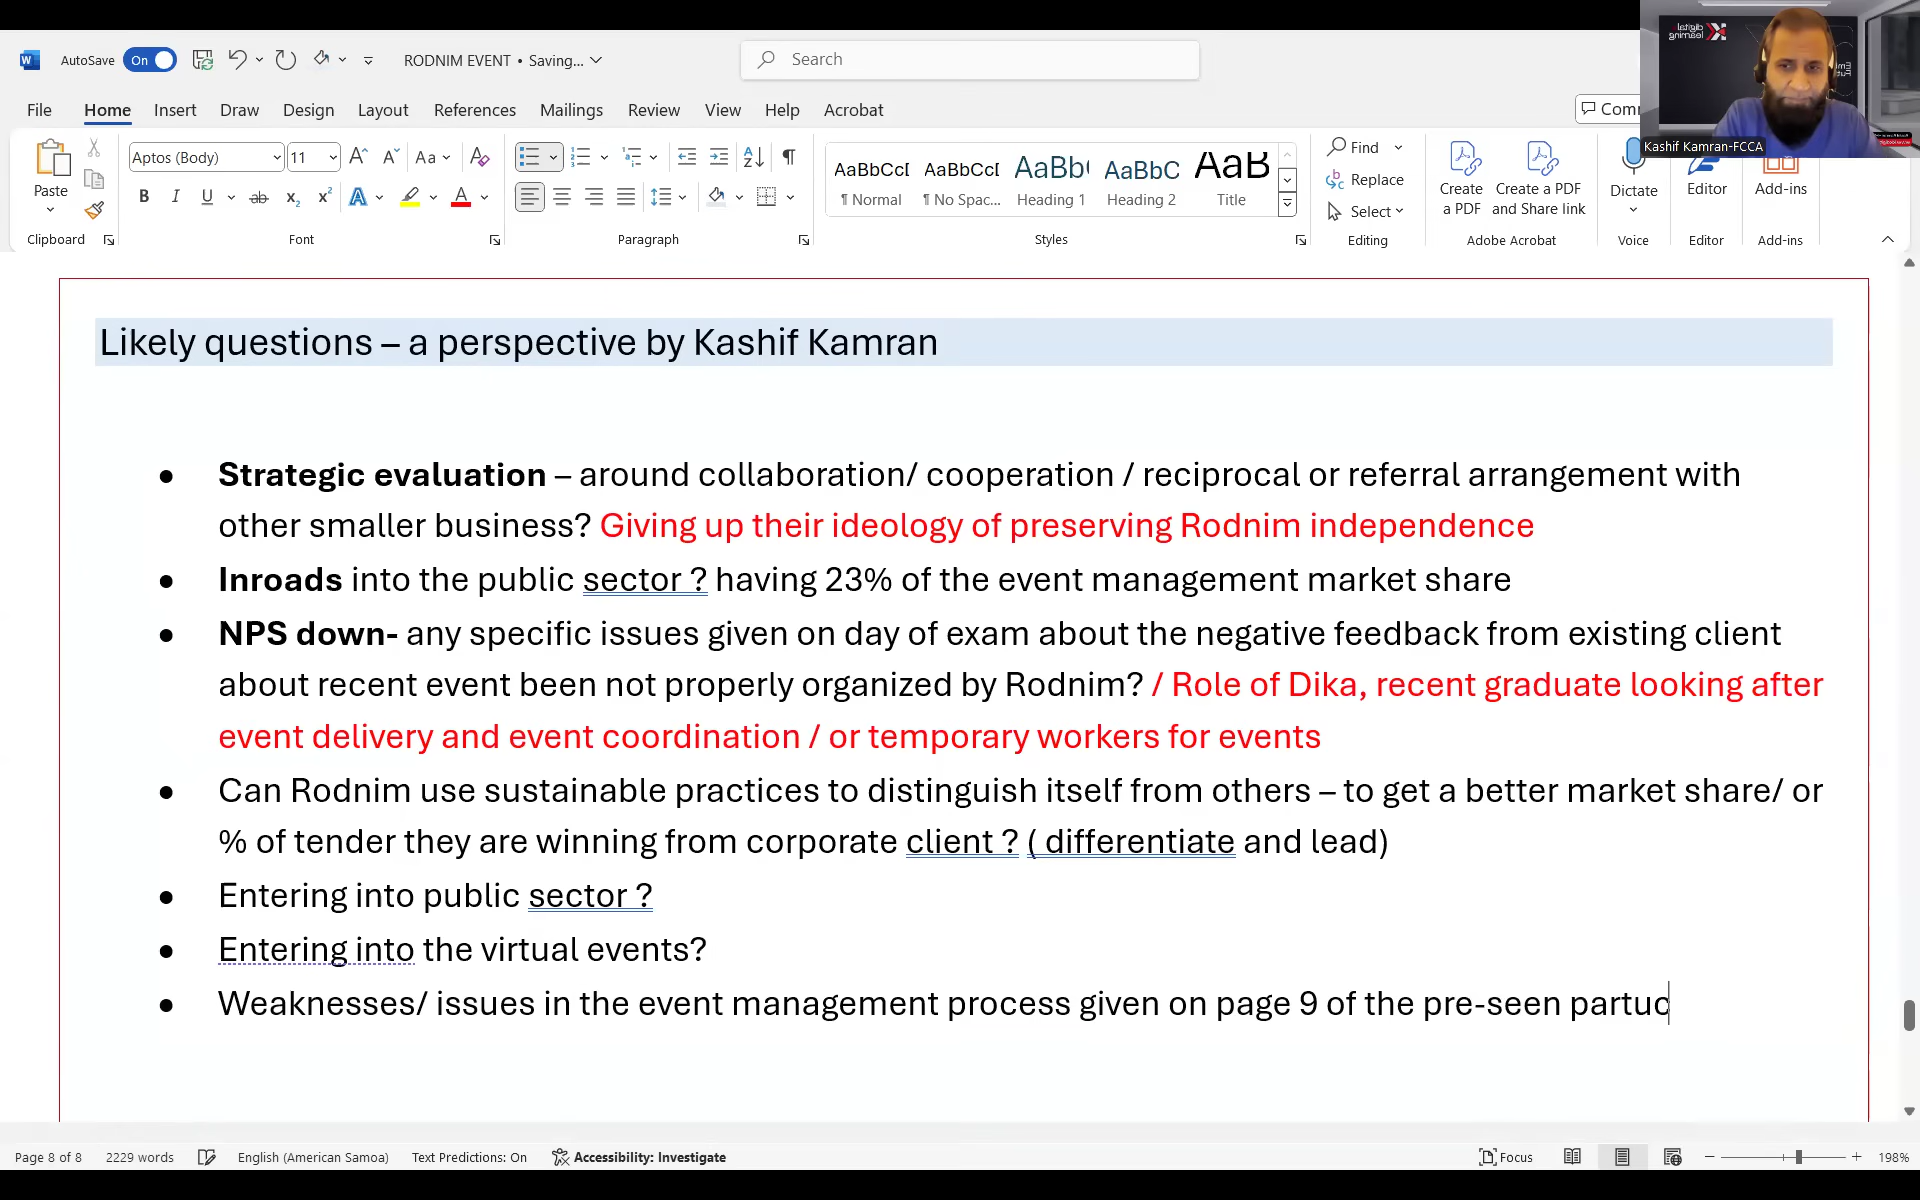 AutoSave On RODNIM EVENT • Saving... Search
File Home Insert Draw Design Layout References Mailings Review View Help Acrobat Comm
Kashif Kamran-FCCA
Paste Aptos (Body) 11 Aa
AaBbCcD AaBbCcD AaBb( AaBbC AaB
¶ Normal ¶ No Spac... Heading 1 Heading 2 Title
Find
Replace
Select
Create a PDF
Create a PDF and Share link
Dictate Editor Add-ins
Clipboard Font Paragraph Styles Editing Adobe Acrobat Voice Editor Add-ins
Likely questions – a perspective by Kashif Kamran
● Strategic evaluation – around collaboration/ cooperation / reciprocal or referral arrangement with
other smaller business? Giving up their ideology of preserving Rodnim independence
● Inroads into the public sector ? having 23% of the event management market share
● NPS down- any specific issues given on day of exam about the negative feedback from existing client
about recent event been not properly organized by Rodnim? / Role of Dika, recent graduate looking after
event delivery and event coordination / or temporary workers for events
● Can Rodnim use sustainable practices to distinguish itself from others – to get a better market share/ or
% of tender they are winning from corporate client ? ( differentiate and lead)
● Entering into public sector ?
● Entering into the virtual events?
● Weaknesses/ issues in the event management process given on page 9 of the pre-seen partuc
Page 8 of 8 2229 words English (American Samoa) Text Predictions: On Accessibility: Investigate Focus 198%